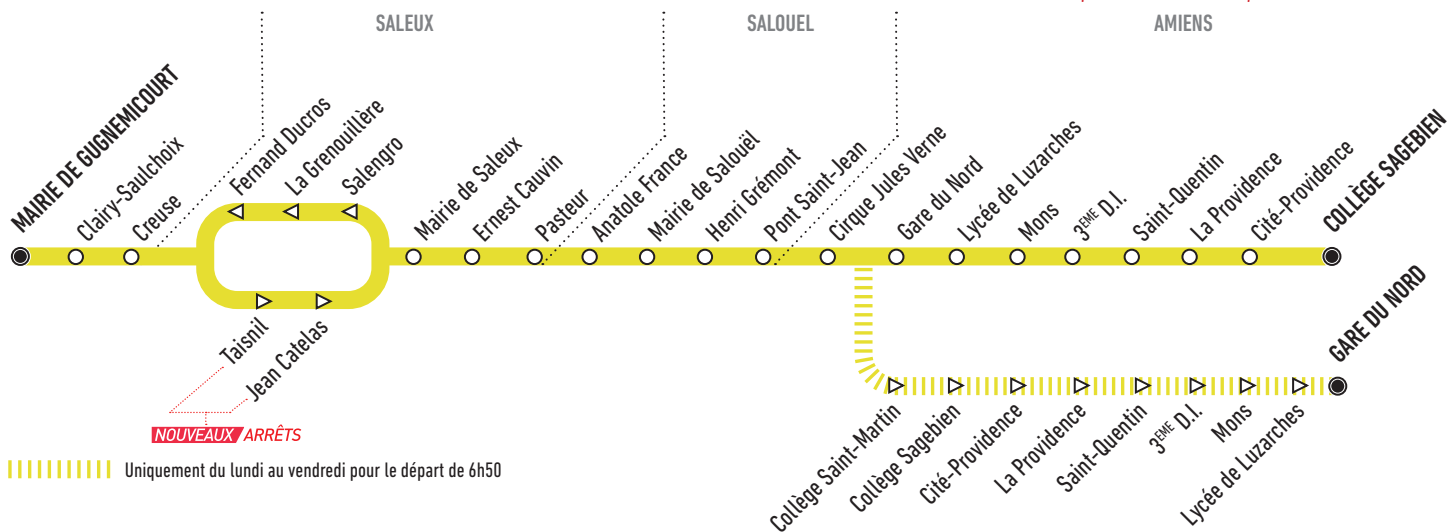 SALEUX
SALOUEL
AMIENS
MAIRIE DE GUGNEMICOURT
Clairy-Saulchoix
Creuse
Fernand Ducros
La Grenouillère
Salengro
Taisnil
Jean Catelas
NOUVEAUX ARRÊTS
Mairie de Saleux
Ernest Cauvin
Pasteur
Anatole France
Mairie de Salouël
Henri Grémont
Pont Saint-Jean
Cirque Jules Verne
Gare du Nord
Lycée de Luzarches
Mons
3EME D.I.
Saint-Quentin
La Providence
Cité-Providence
COLLÈGE SAGEBIEN
Collège Saint-Martin
Collège Sagebien
Cité-Providence
La Providence
Saint-Quentin
3EME D.I.
Mons
Lycée de Luzarches
GARE DU NORD
Uniquement du lundi au vendredi pour le départ de 6h50